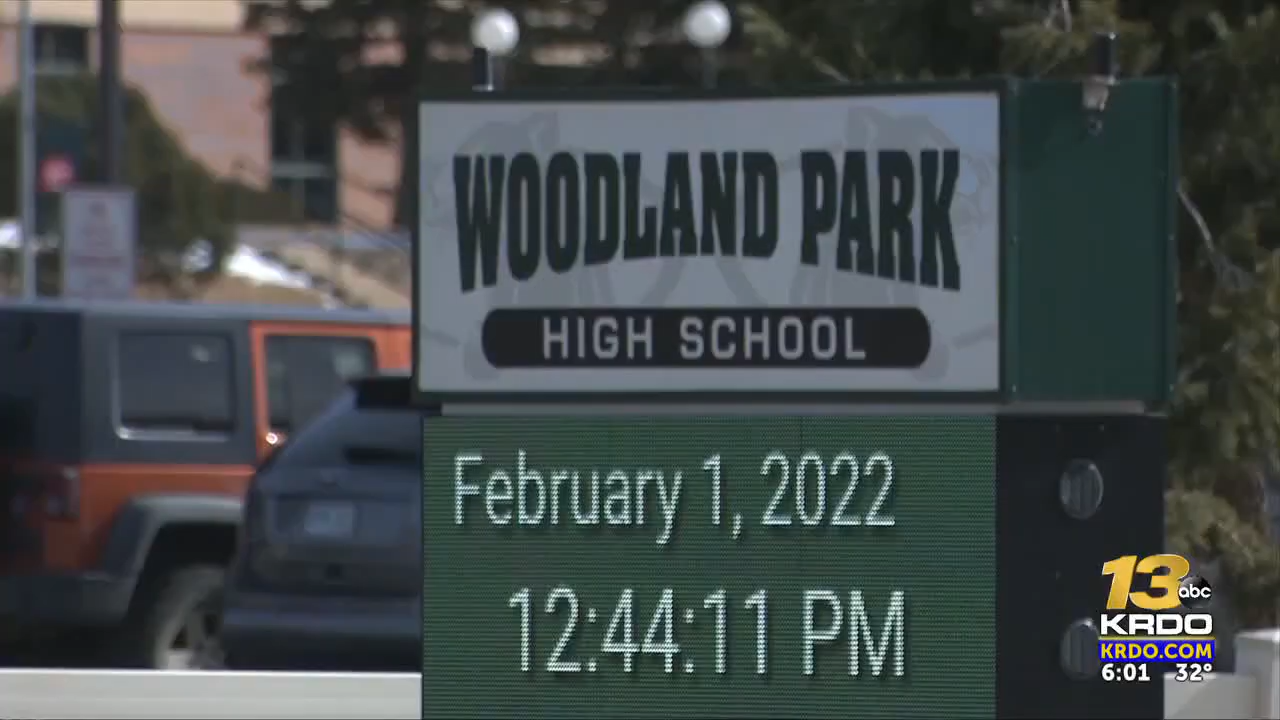 WOODLAND PARK
HIGH SCHOOL
February 1, 2022
12:44:11 PM
13 abc
KRDO
KRDO.COM
6:01 32°